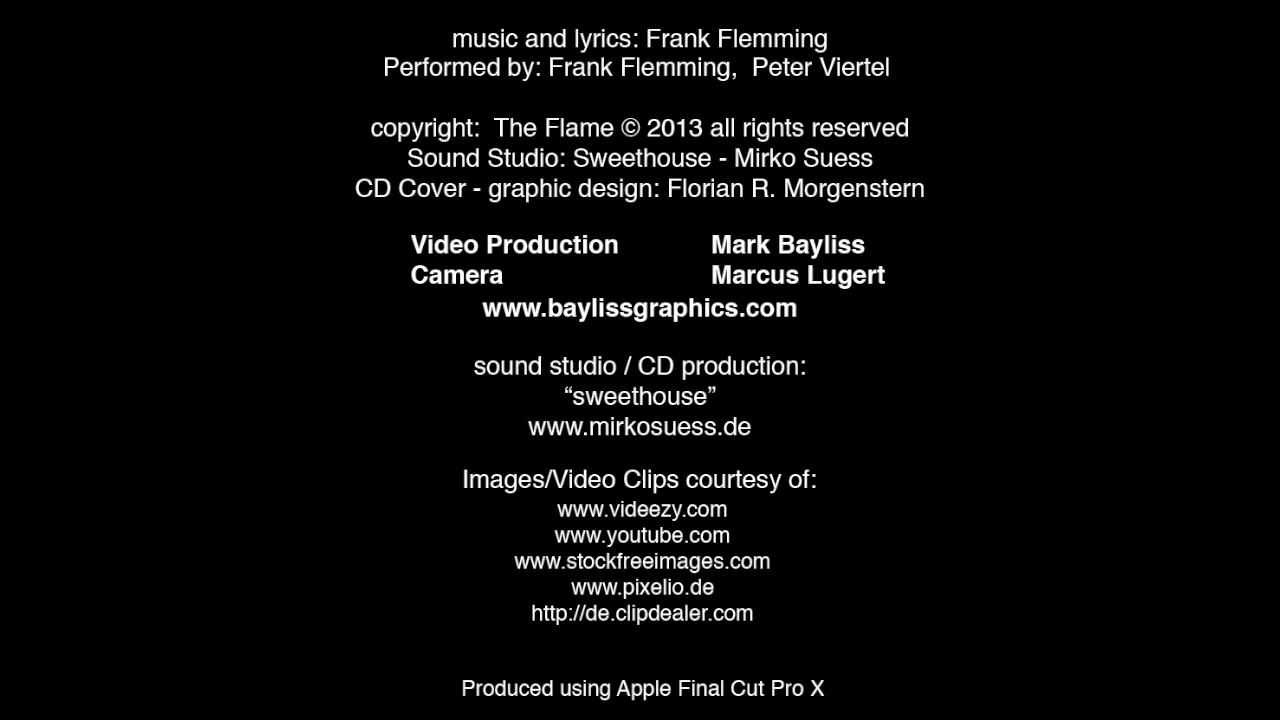 music and lyrics: Frank Flemming
Performed by: Frank Flemming,  Peter Viertel
copyright:  The Flame © 2013 all rights reserved
Sound Studio: Sweethouse - Mirko Suess
CD Cover - graphic design: Florian R. Morgenstern
Video Production Mark Bayliss
Camera Marcus Lugert
www.baylissgraphics.com
sound studio / CD production:
“sweethouse”
www.mirkosuess.de
Images/Video Clips courtesy of:
www.videezy.com
www.youtube.com
www.stockfreeimages.com
www.pixelio.de
http://de.clipdealer.com
Produced using Apple Final Cut Pro X